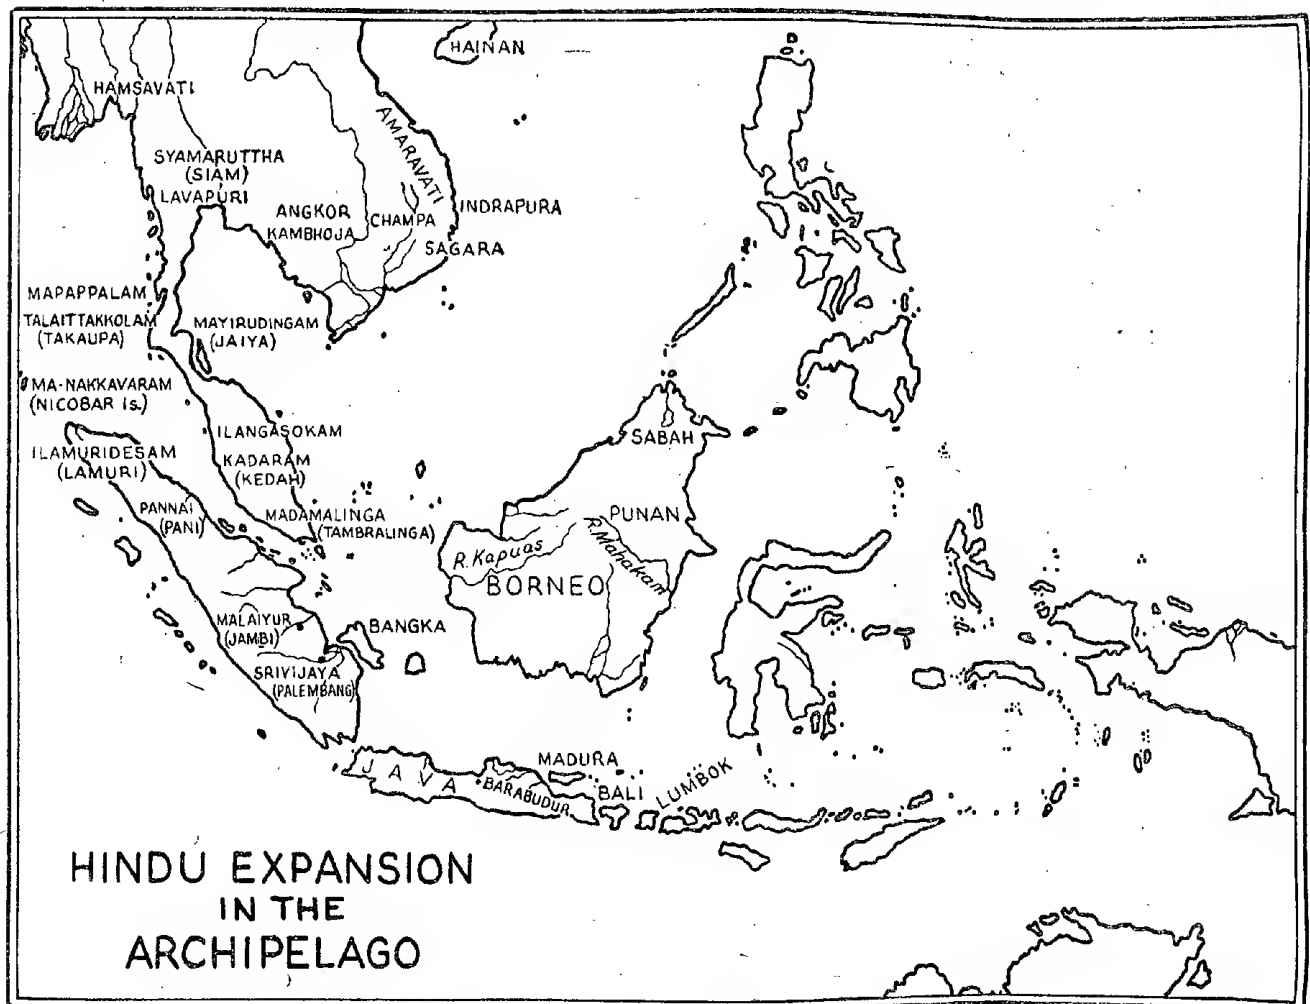 HAINAN
HAMSAVATI
AMARAVATI
SYAMARUTTHA
(SIAM)
LAVAPURI
ANGKOR
KAMBHOJA
CHAMPA
INDRAPURA
SAGARA
MAPAPPALAM
TALAITTAKKOLAM
(TAKAUPA)
MAYIRUDINGAM
(JAIYA)
MA-NAKKAVARAM
(NICOBAR Is.)
ILANGASOKAM
SABAH
ILAMURIDESAM
(LAMURI)
KADARAM
(KEDAH)
PANNAI
(PANI)
MADAMALINGA
(TAMBRALINGA)
PUNAN
R. Kapuas
R. Mahakam
BORNEO
MALAIYUR
(JAMBI)
BANGKA
SRIVIJAYA
(PALEMBANG)
MADURA
JAVA
BARABUDUR
BALI
LUMBOK
HINDU EXPANSION
IN THE
ARCHIPELAGO